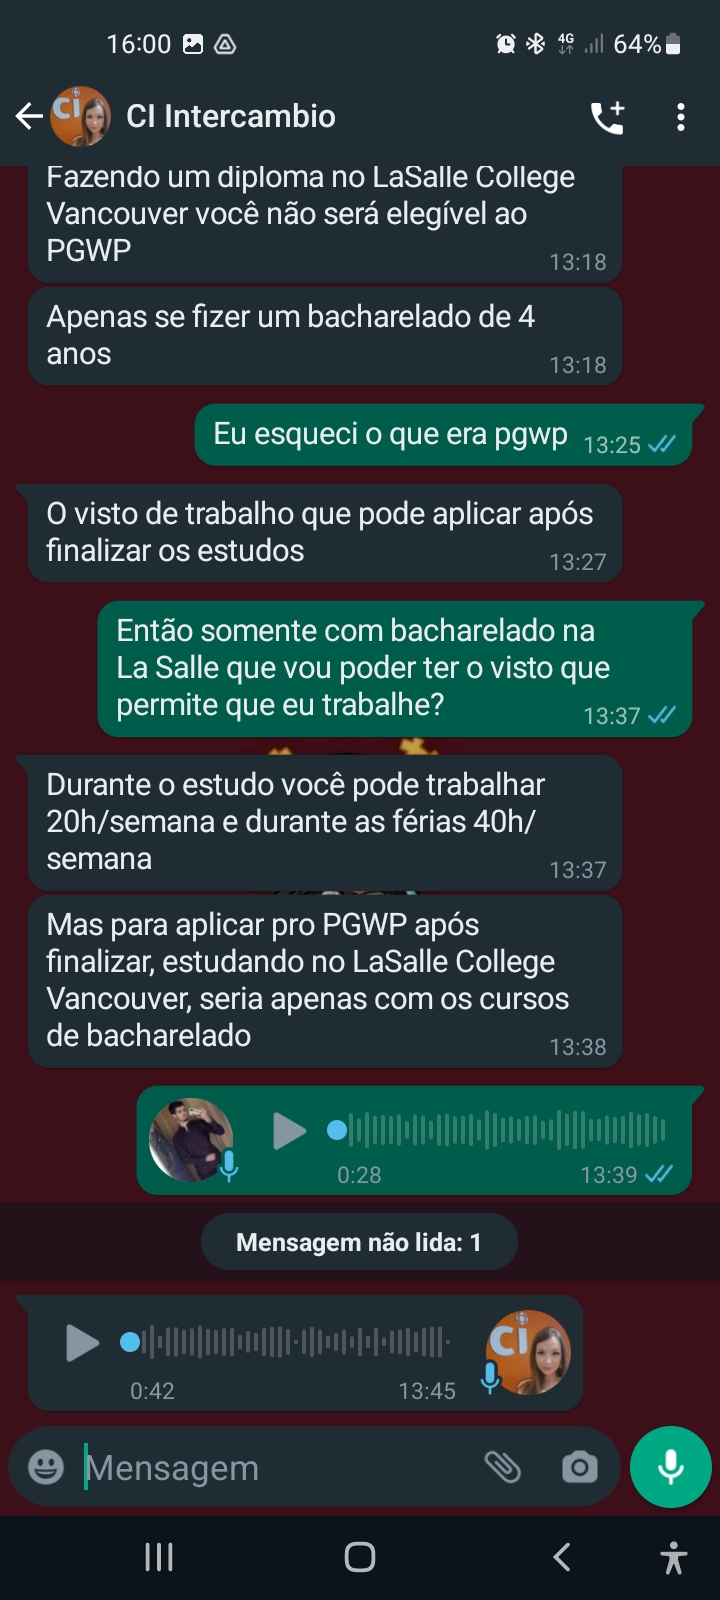 16:00
4G
64%
CI
CI Intercambio
Fazendo um diploma no LaSalle College
Vancouver você não será elegível ao
PGWP
13:18
Apenas se fizer um bacharelado de 4
anos
13:18
Eu esqueci o que era pgwp
13:25
O visto de trabalho que pode aplicar após
finalizar os estudos
13:27
Então somente com bacharelado na
La Salle que vou poder ter o visto que
permite que eu trabalhe?
13:37
Durante o estudo você pode trabalhar
20h/semana e durante as férias 40h/
semana
13:37
Mas para aplicar pro PGWP após
finalizar, estudando no LaSalle College
Vancouver, seria apenas com os cursos
de bacharelado
13:38
0:28
13:39
Mensagem não lida: 1
CI
0:42
13:45
Mensagem